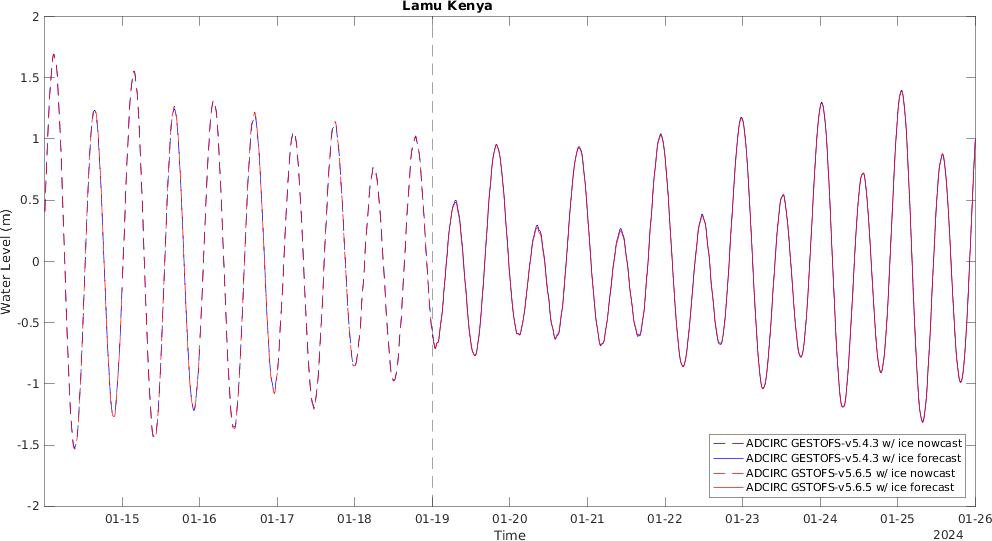 Lamu Kenya
2
1.5
1
0.5
0
-0.5
-1
-1.5
-2
Water Level (m)
ADCIRC GESTOFS-v5.4.3 w/ ice nowcast
ADCIRC GESTOFS-v5.4.3 w/ ice forecast
ADCIRC GSTOFS-v5.6.5 w/ ice nowcast
ADCIRC GSTOFS-v5.6.5 w/ ice forecast
01-15 01-16 01-17 01-18 01-19 01-20 01-21 01-22 01-23 01-24 01-25 01-26
Time
2024